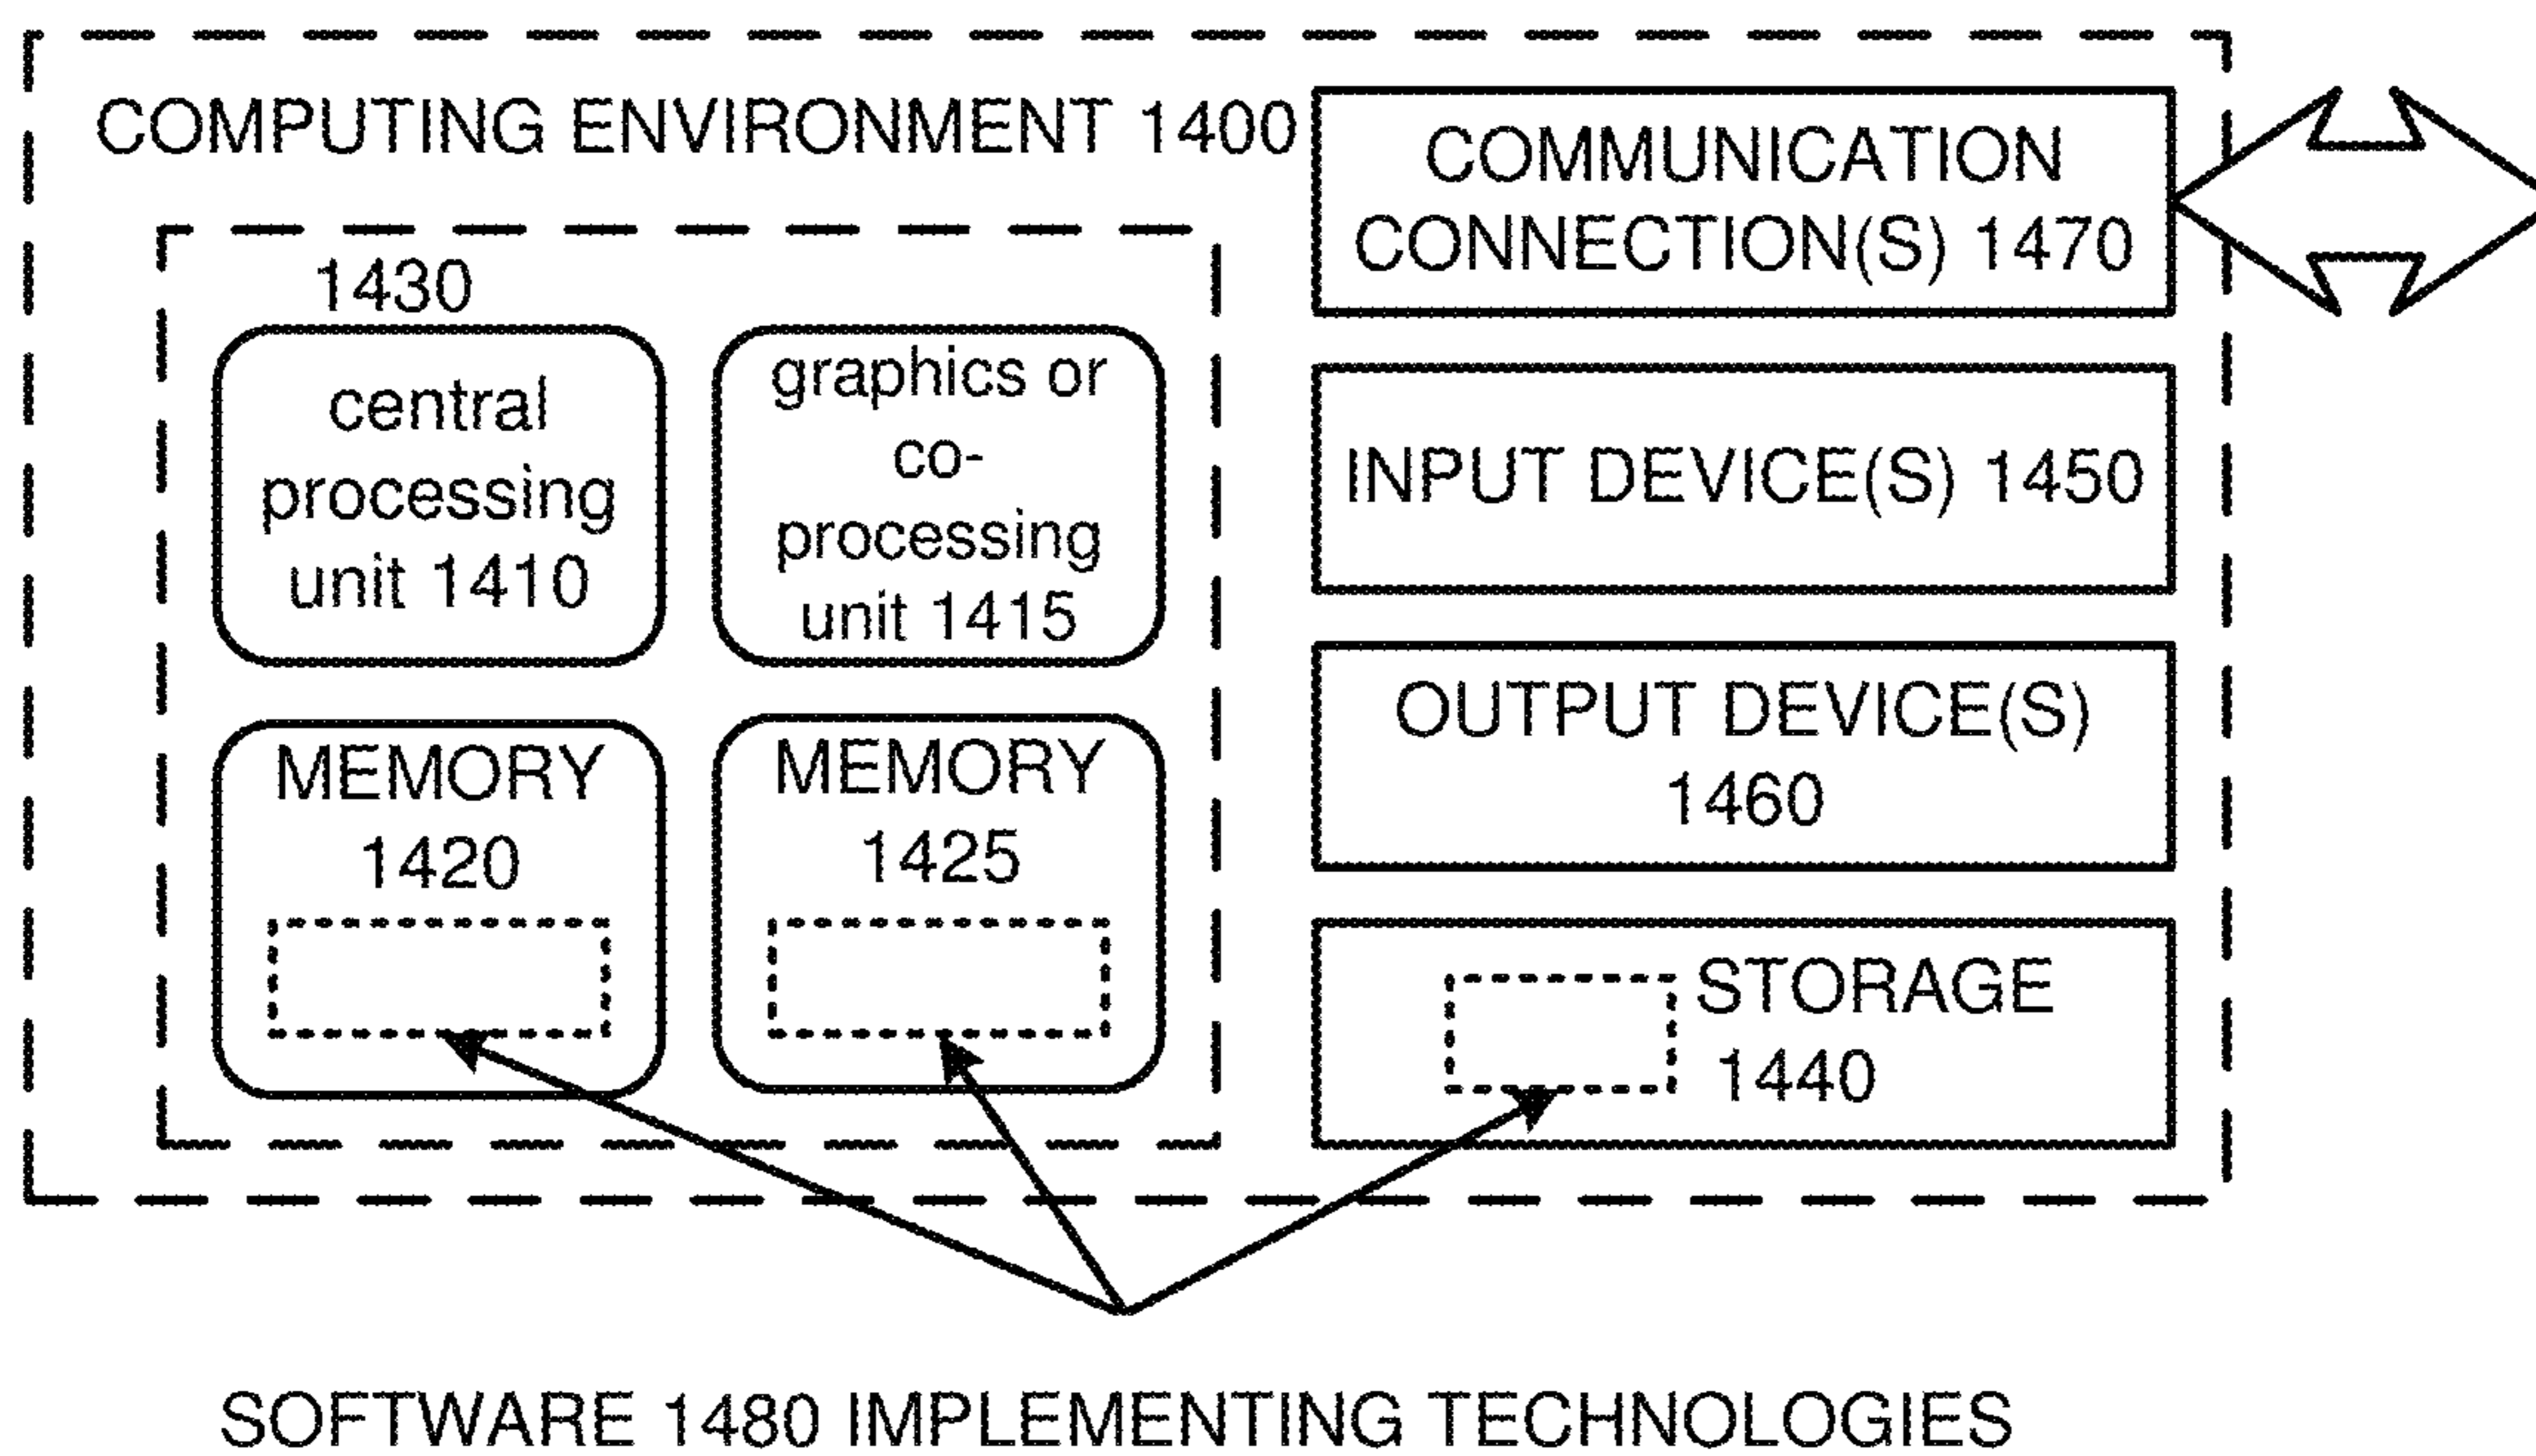 COMPUTING ENVIRONMENT 1400
1430
central
processing
unit 1410
graphics or
co-
processing
unit 1415
MEMORY
1420
MEMORY
1425
COMMUNICATION
CONNECTION(S) 1470
INPUT DEVICE(S) 1450
OUTPUT DEVICE(S)
1460
STORAGE
1440
SOFTWARE 1480 IMPLEMENTING TECHNOLOGIES